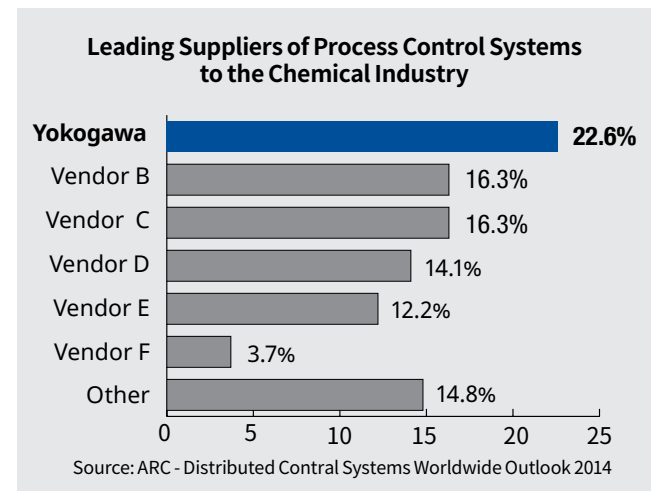 Leading Suppliers of Process Control Systems
to the Chemical Industry
Yokogawa 22.6%
Vendor B 16.3%
Vendor C 16.3%
Vendor D 14.1%
Vendor E 12.2%
Vendor F 3.7%
Other 14.8%
0 5 10 15 20 25
Source: ARC - Distributed Contral Systems Worldwide Outlook 2014